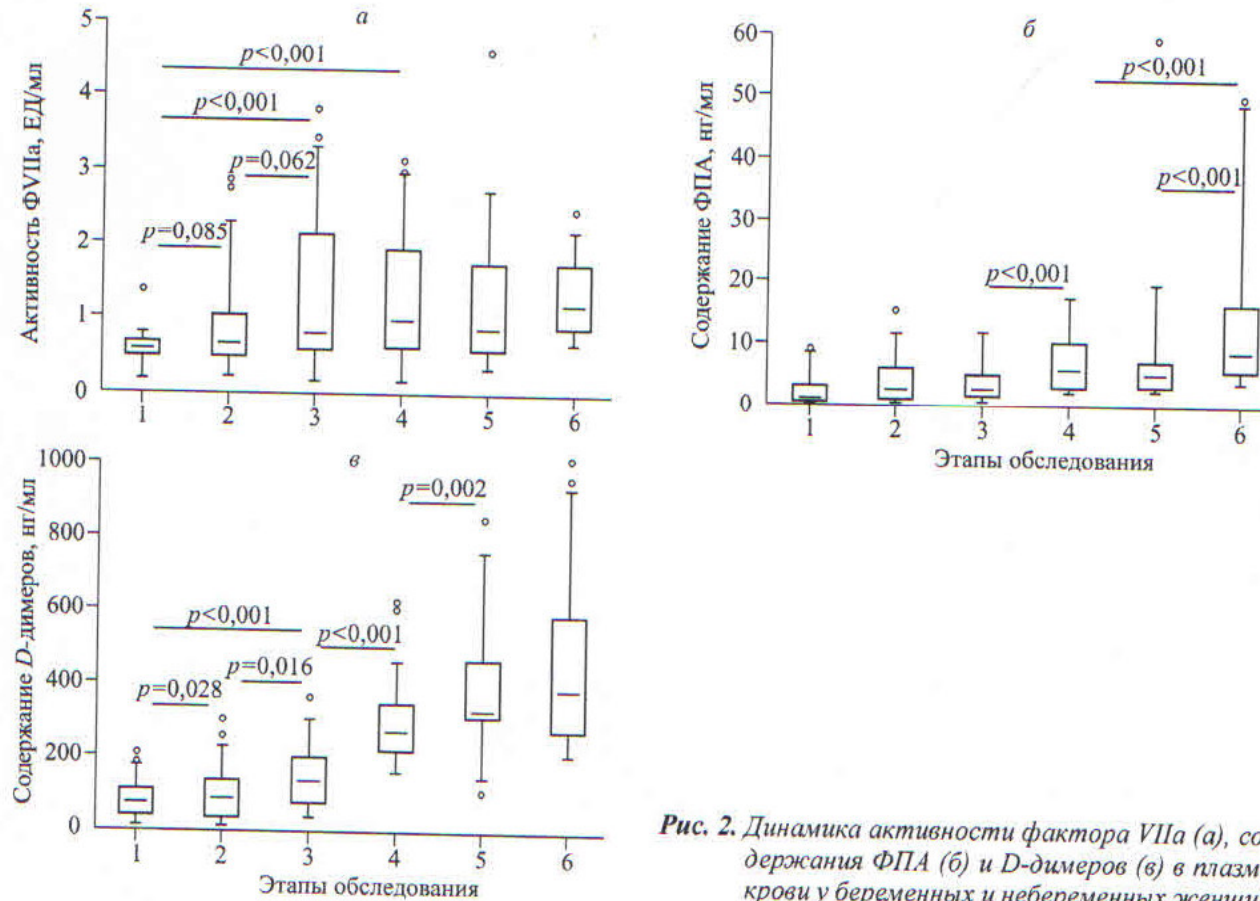 а
Активность ФVIIа, ЕД/мл
5
4
3
2
1
0
p<0,001
p<0,001
p=0,062
p=0,085
1 2 3 4 5 6
б
Содержание ФПА, нг/мл
60
50
40
30
20
10
0
p<0,001
p<0,001
p<0,001
1 2 3 4 5 6
Этапы обследования
в
Содержание D-димеров, нг/мл
1000
800
600
400
200
0
p=0,002
p<0,001
p<0,001
p=0,016
p=0,028
1 2 3 4 5 6
Этапы обследования
Рис. 2. Динамика активности фактора VIIа (а), со-
держания ФПА (б) и D-димеров (в) в плазм
крови у беременных и небеременных женщи